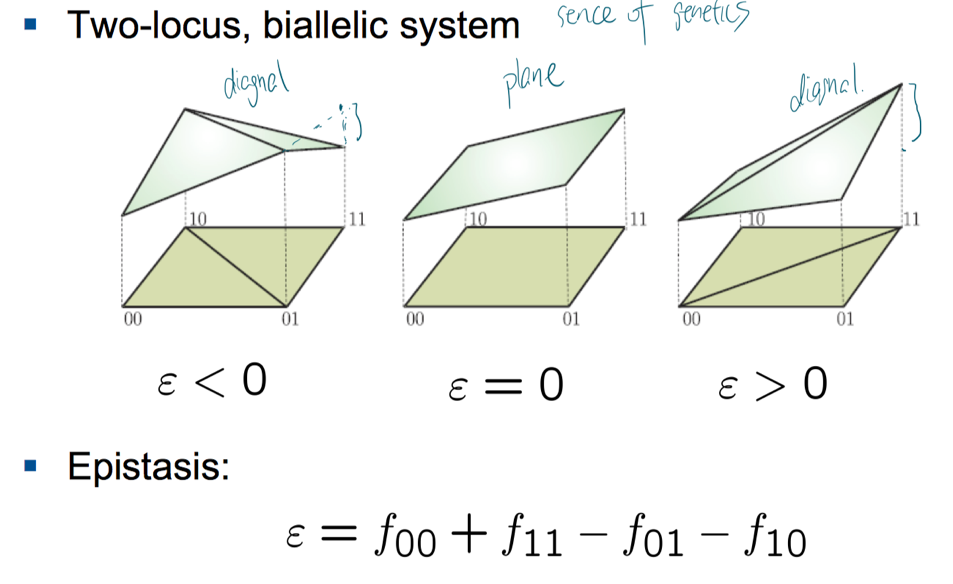 sence of genetics
▪ Two-locus, biallelic system
diagnal plane diagnal.
10 11 10 11 10 11
00 01 00 01 00 01
ε < 0 ε = 0 ε > 0
▪ Epistasis:
ε = f00 + f11 − f01 − f10